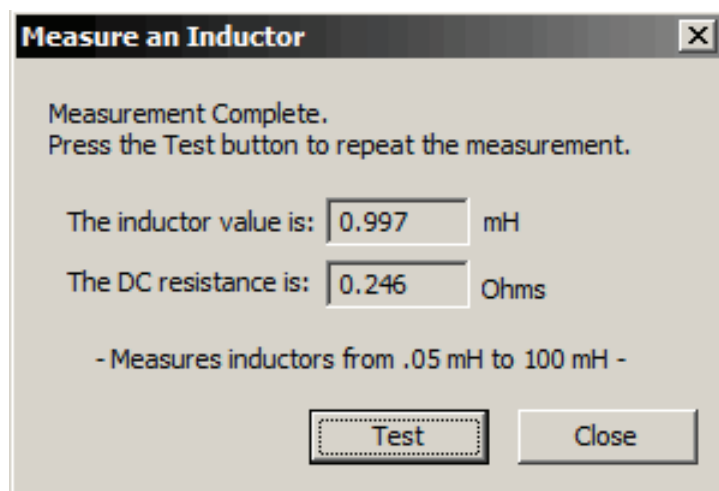 Measure an Inductor
Measurement Complete.
Press the Test button to repeat the measurement.
The inductor value is: 0.997 mH
The DC resistance is: 0.246 Ohms
- Measures inductors from .05 mH to 100 mH -
Test Close